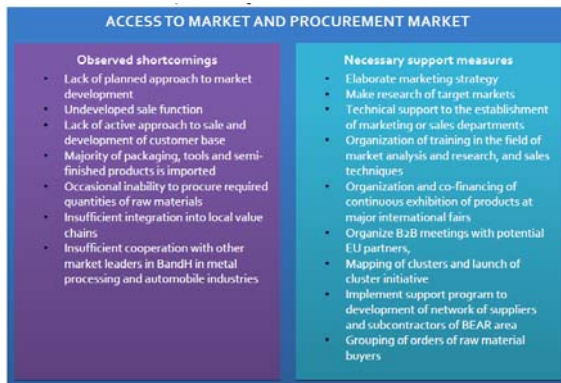 ACCESS TO MARKET AND PROCUREMENT MARKET
Observed shortcomings
• Lack of planned approach to market
development
• Undeveloped sale function
• Lack of active approach to sale and
development of customer base
• Majority of packaging, tools and semi-
finished products is imported
• Occasional inability to procure required
quantities of raw materials
• Insufficient integration into local value
chains
• Insufficient cooperation with other
market leaders in BandH in metal
processing and automobile industries
Necessary support measures
• Elaborate marketing strategy
• Make research of target markets
• Technical support to the establishment
of marketing or sales departments
• Organization of training in the field of
market analysis and research, and sales
techniques
• Organization and co-financing of
continuous exhibition of products at
major international fairs
• Organize B2B meetings with potential
EU partners,
• Mapping of clusters and launch of
cluster initiative
• Implement support program to
development of network of suppliers
and subcontractors of BEAR area
• Grouping of orders of raw material
buyers